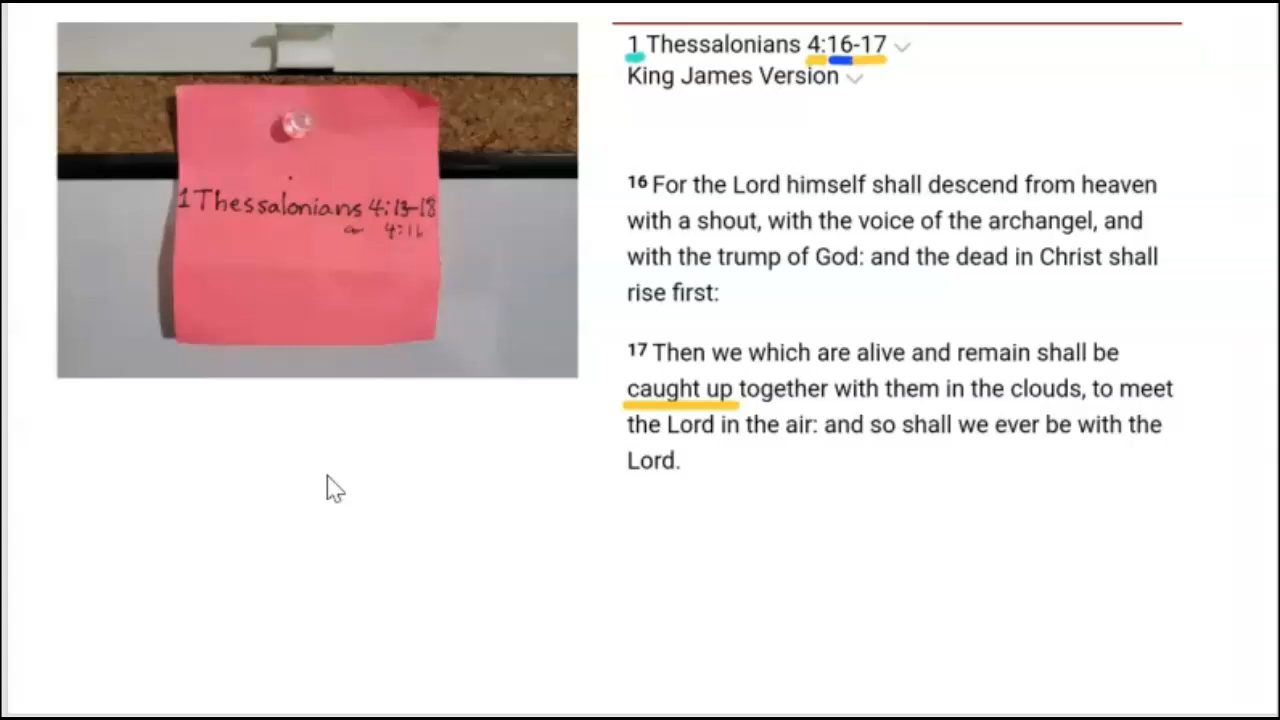 1 Thessalonians 4:13-18
or 4:16
1 Thessalonians 4:16-17
King James Version
16 For the Lord himself shall descend from heaven
with a shout, with the voice of the archangel, and
with the trump of God: and the dead in Christ shall
rise first:
17 Then we which are alive and remain shall be
caught up together with them in the clouds, to meet
the Lord in the air: and so shall we ever be with the
Lord.